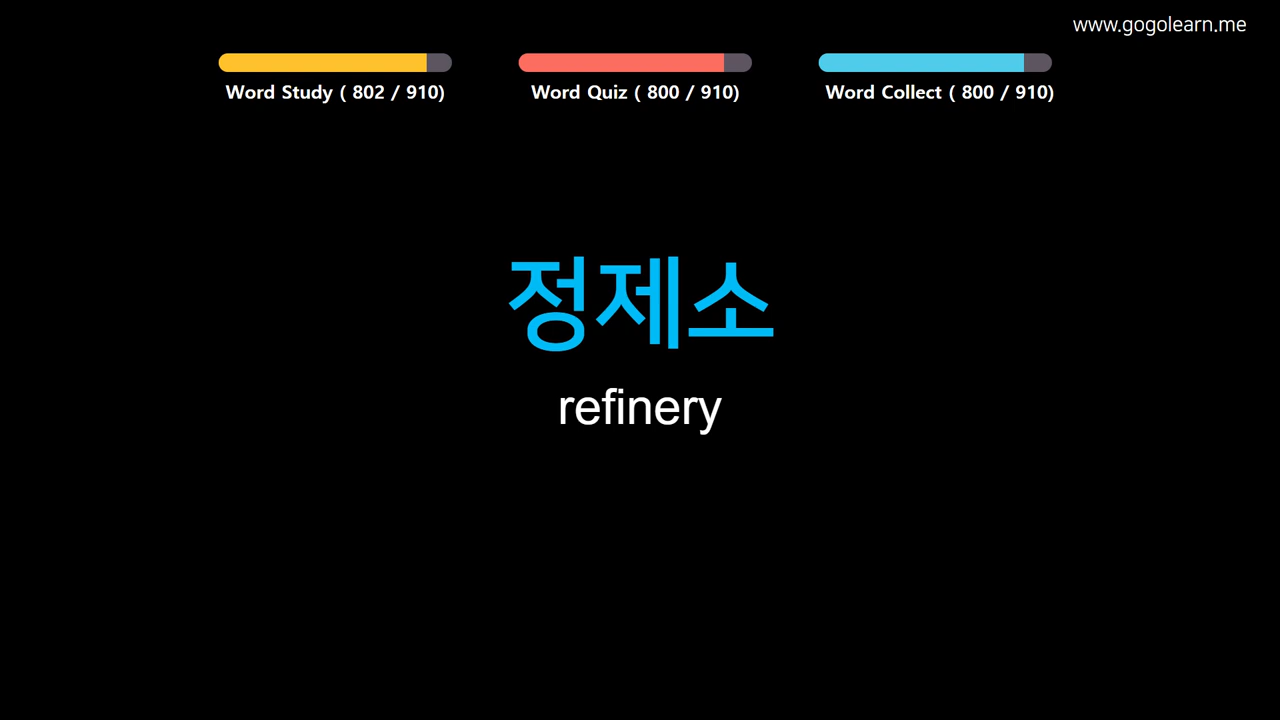 www.gogolearn.me
Word Study ( 802 / 910)
Word Quiz ( 800 / 910)
Word Collect ( 800 / 910)
정제소
refinery